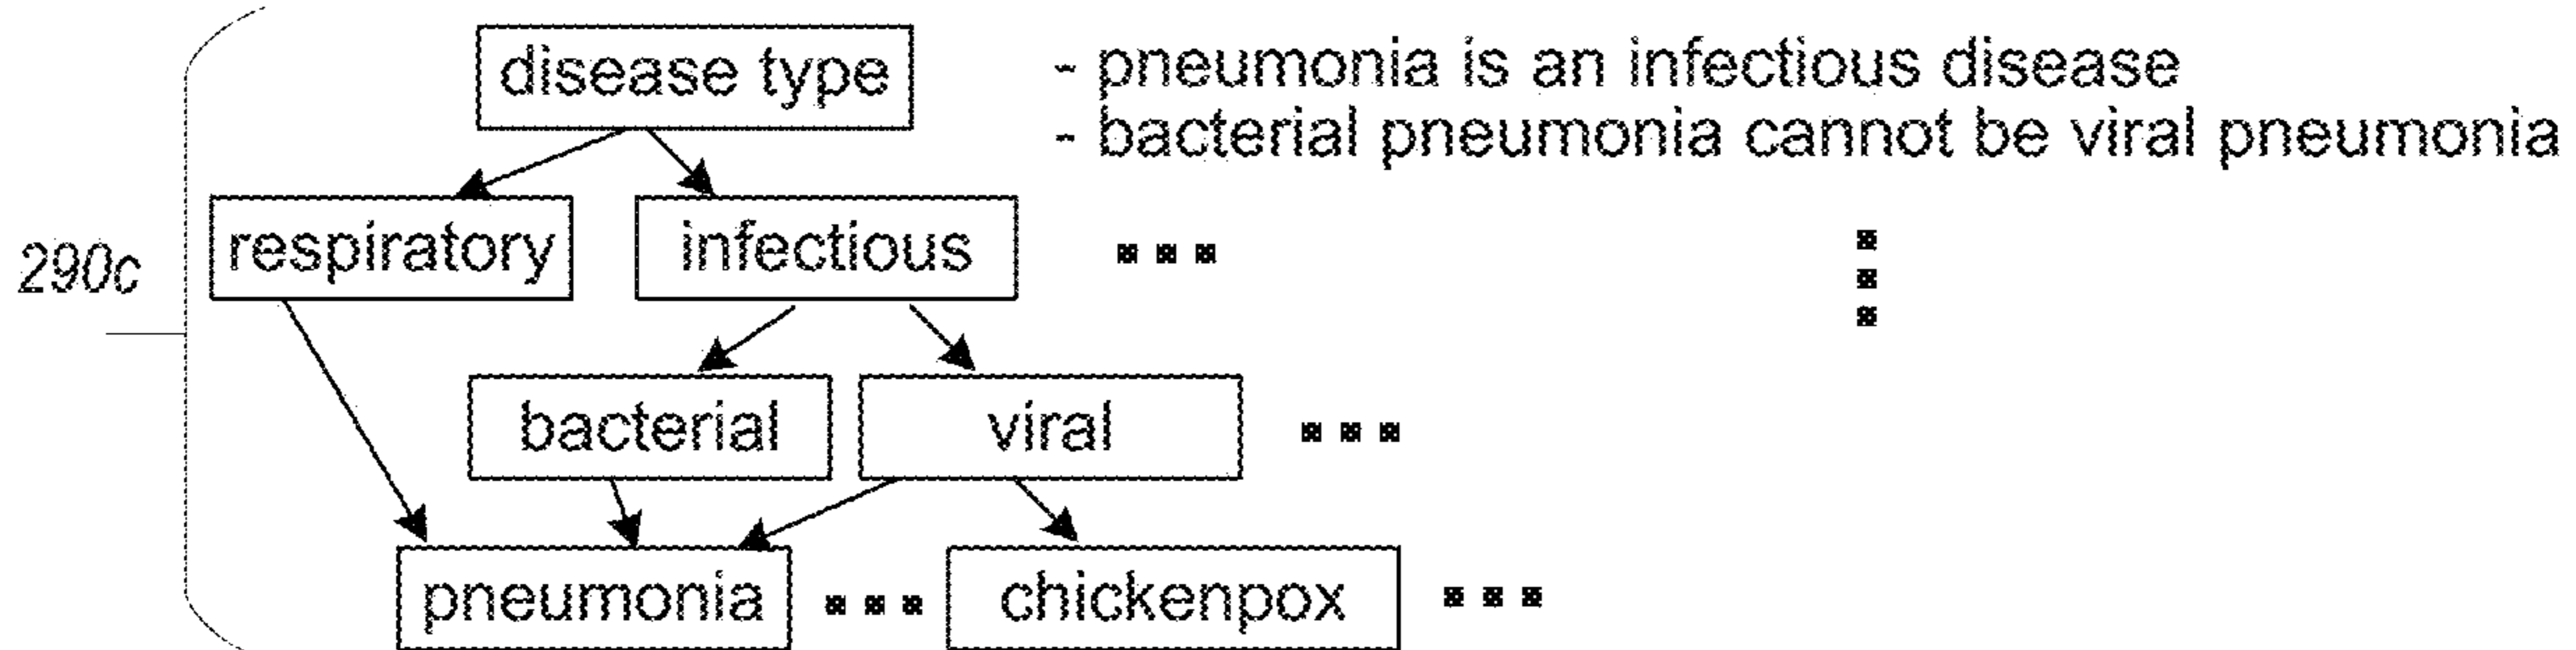 disease type
- pneumonia is an infectious disease
- bacterial pneumonia cannot be viral pneumonia
290c
respiratory
infectious
bacterial
viral
pneumonia
chickenpox